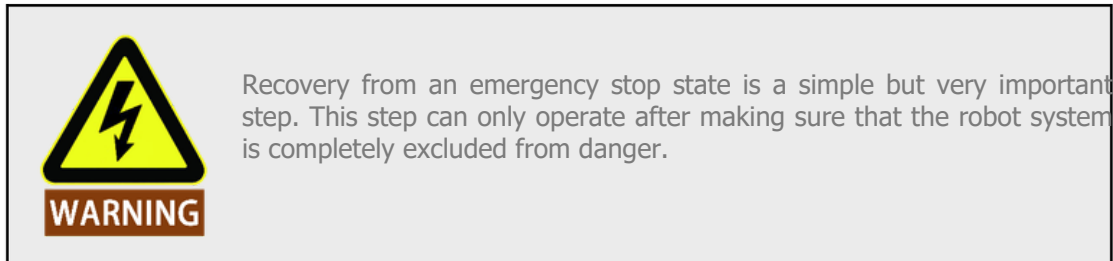 Recovery from an emergency stop state is a simple but very important
step. This step can only operate after making sure that the robot system
is completely excluded from danger.
WARNING